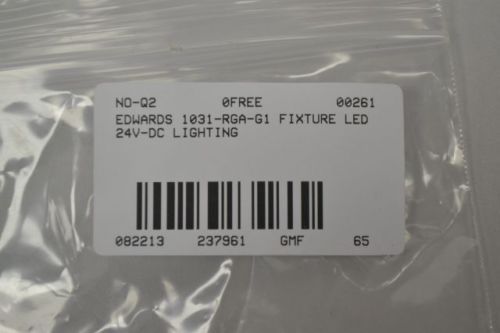 NO-Q2 0FREE 00261
EDWARDS 1031-RGA-G1 FIXTURE LED
24V-DC LIGHTING
082213 237961 GMF 65